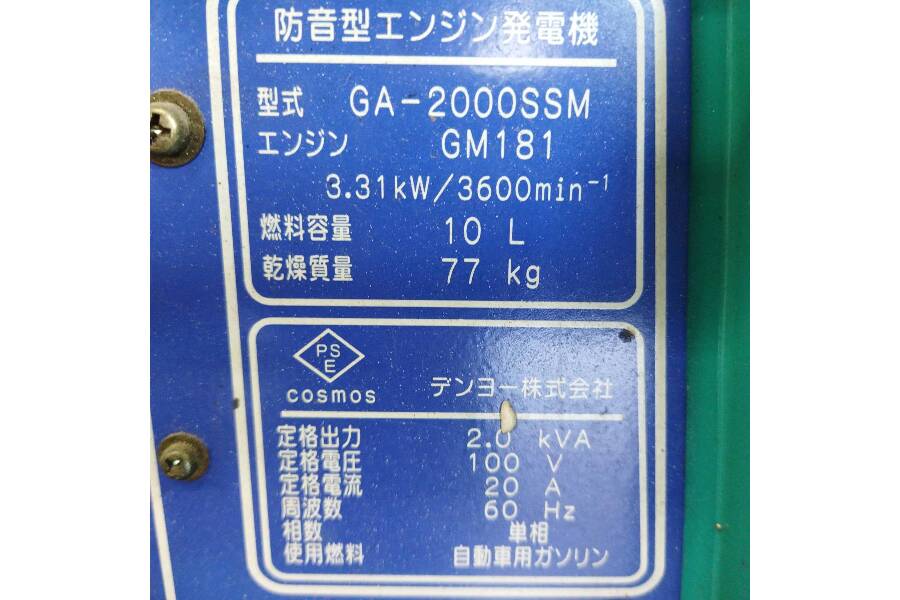 防音型エンジン発電機
型式 GA-2000SSM
エンジン GM181
3.31kW/3600min⁻¹
燃料容量 10 L
乾燥質量 77 kg
PS
E
cosmos デンヨー株式会社
定格出力 2.0 kVA
定格電圧 100 V
定格電流 20 A
周波数 60 Hz
相数 単相
使用燃料 自動車用ガソリン